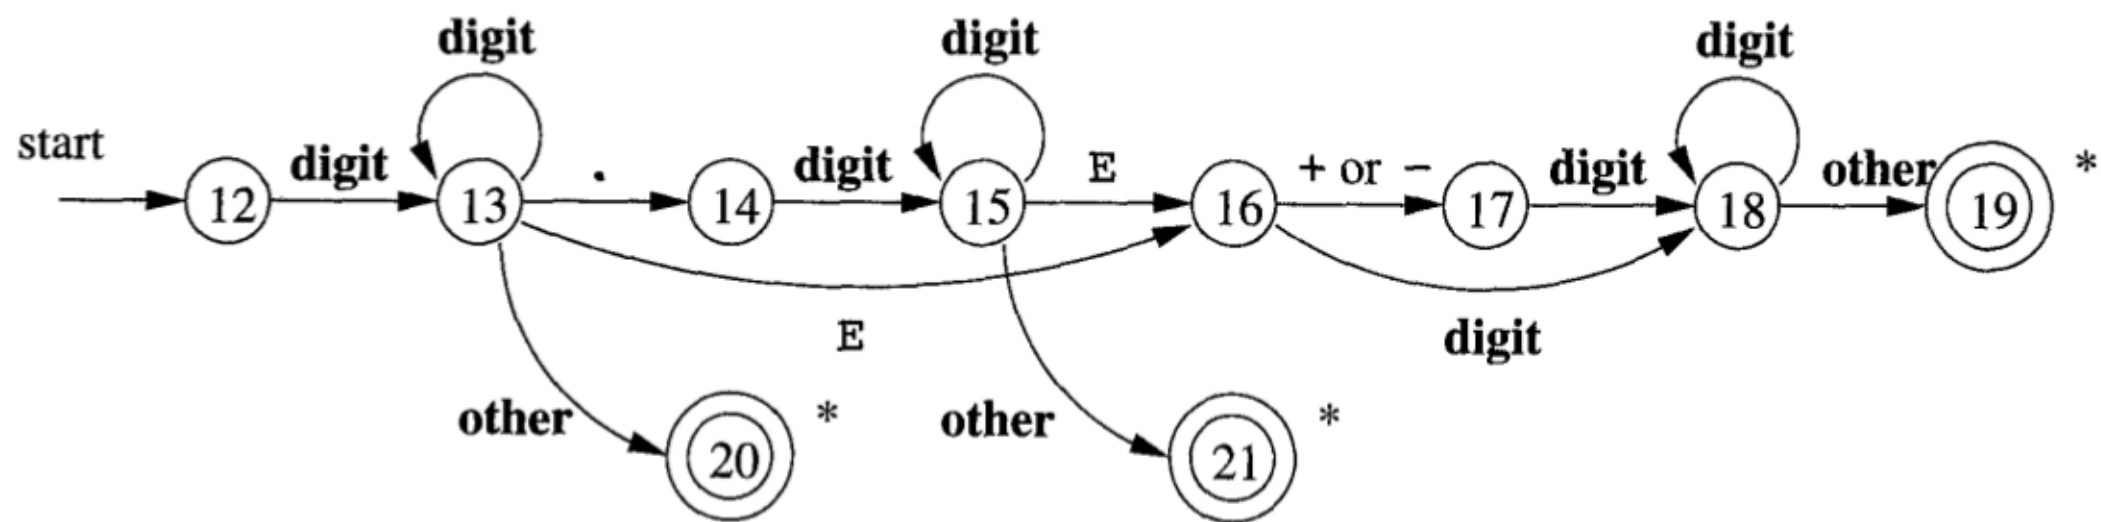 digit digit digit
start digit . digit E + or - digit other *
12 13 14 15 16 17 18 19
E digit
other * other *
20 21